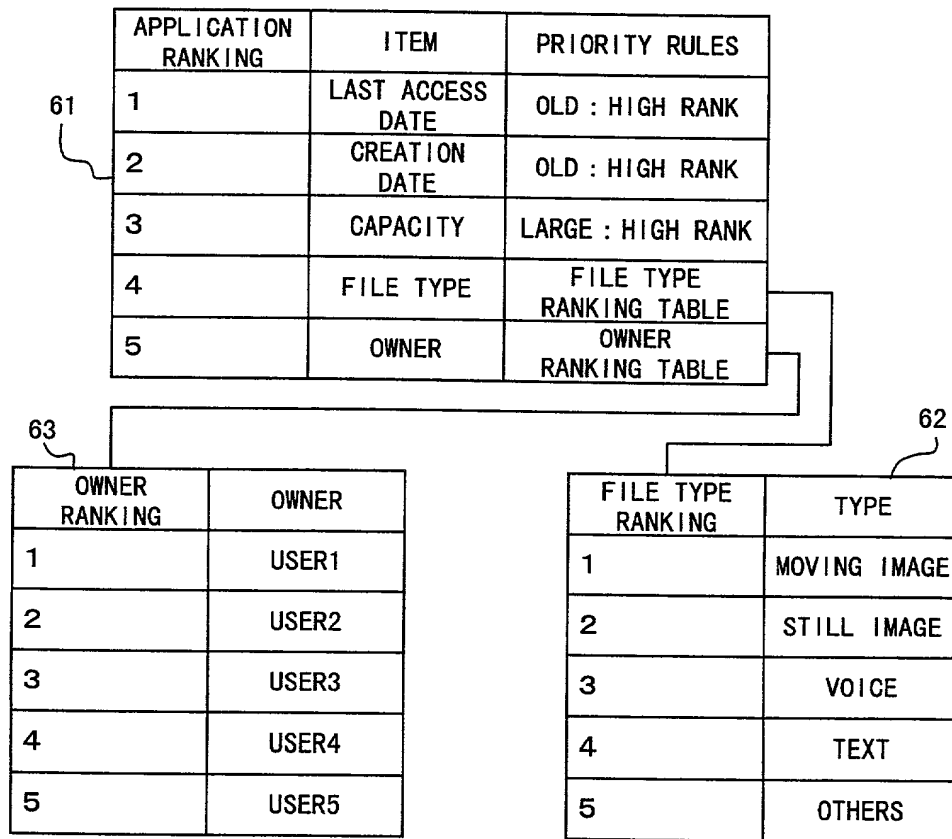 APPLICATION RANKING ITEM PRIORITY RULES
61
1 LAST ACCESS DATE OLD : HIGH RANK
2 CREATION DATE OLD : HIGH RANK
3 CAPACITY LARGE : HIGH RANK
4 FILE TYPE FILE TYPE RANKING TABLE
5 OWNER OWNER RANKING TABLE
63
OWNER RANKING OWNER
1 USER1
2 USER2
3 USER3
4 USER4
5 USER5
62
FILE TYPE RANKING TYPE
1 MOVING IMAGE
2 STILL IMAGE
3 VOICE
4 TEXT
5 OTHERS